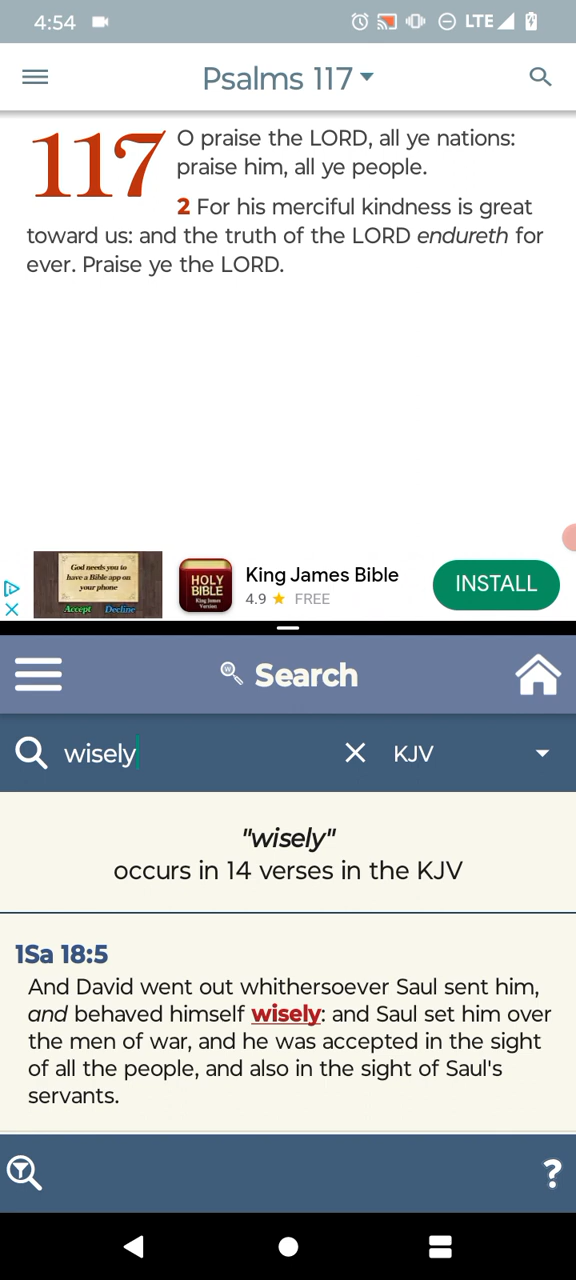 4:54 LTE
Psalms 117
117 O praise the LORD, all ye nations:
praise him, all ye people.
2 For his merciful kindness is great
toward us: and the truth of the LORD endureth for
ever. Praise ye the LORD.
God needs you to
have a Bible app on
your phone
Accept Decline
HOLY
BIBLE
King James
Version
King James Bible
4.9 ★ FREE
INSTALL
W
Search
wisely KJV
"wisely"
occurs in 14 verses in the KJV
1Sa 18:5
And David went out whithersoever Saul sent him,
and behaved himself wisely: and Saul set him over
the men of war, and he was accepted in the sight
of all the people, and also in the sight of Saul's
servants.
?